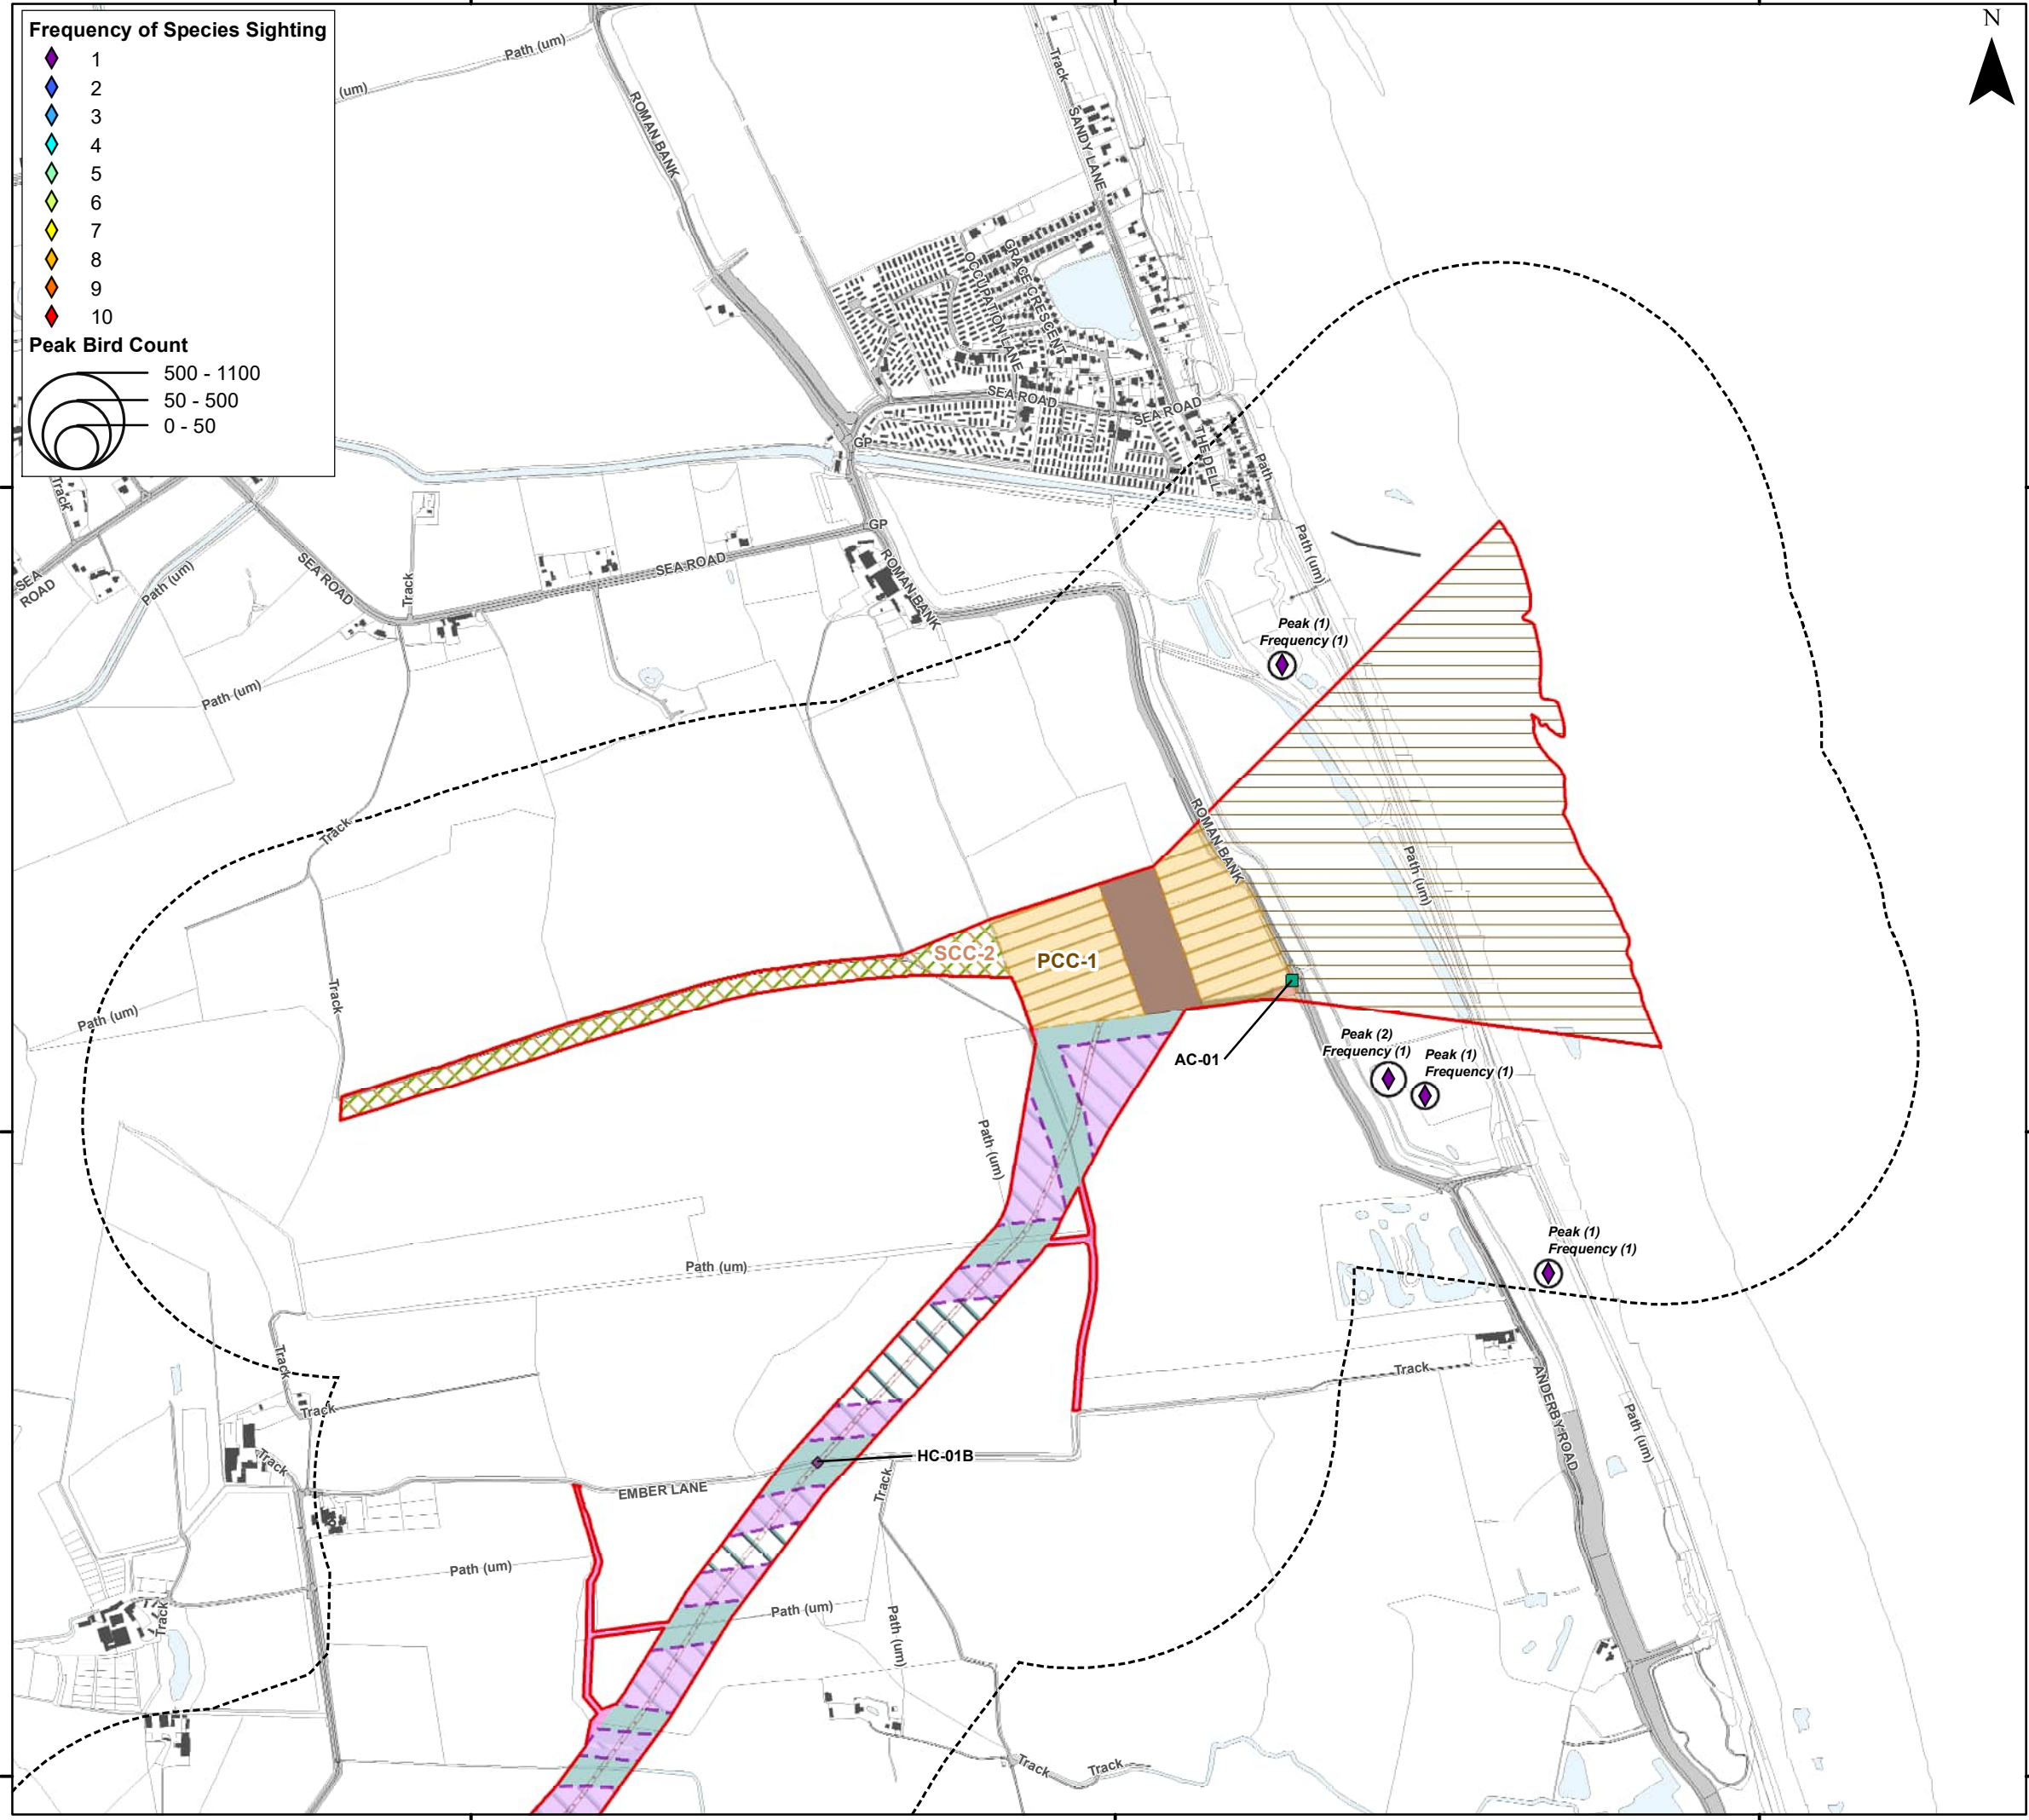 Frequency of Species Sighting
1
2
3
4
5
6
7
8
9
10
Peak Bird Count
500 - 1100
50 - 500
0 - 50
N
Path (um)
(um)
ROMAN BANK
Track
SANDY LANE
GRACE CRESCENT
OCCUPATION LANE
SEA ROAD
SEA ROAD
THE DELL
Path
GP
GP
Track
SEA
ROAD
Path (um)
SEA ROAD
Track
SEA ROAD
ROMAN BANK
Path (um)
Path (um)
Peak (1)
Frequency (1)
Track
ROMAN BANK
Path (um)
SCC-2
PCC-1
Track
Path (um)
AC-01
Peak (2)
Frequency (1)
Peak (1)
Frequency (1)
Path (um)
Peak (1)
Frequency (1)
Path (um)
Track
Track
Track
Track
ANDERBY ROAD
Path (um)
HC-01B
EMBER LANE
Track
Path (um)
Path (um)
Path (um)
Track
Track
Track